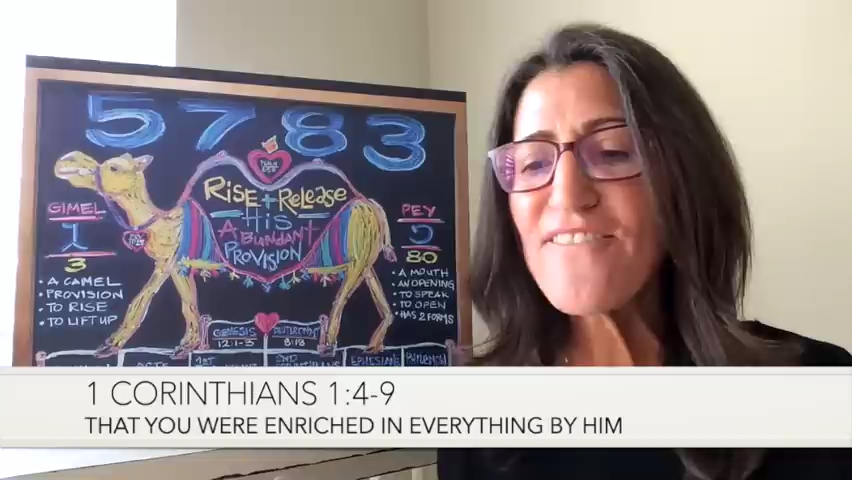 5783
RISE + RELEASE
HIS
ABUNDANT
PROVISION
GIMEL
3
• A CAMEL
• PROVISION
• TO RISE
• TO LIFT UP
PEY
80
• A MOUTH
• AN OPENING
• TO SPEAK
• TO OPEN
• HAS 2 FORMS
GENESIS
12:1-3
DEUTERONOMY
8:18
EPHESIANS
1 CORINTHIANS 1:4-9
THAT YOU WERE ENRICHED IN EVERYTHING BY HIM